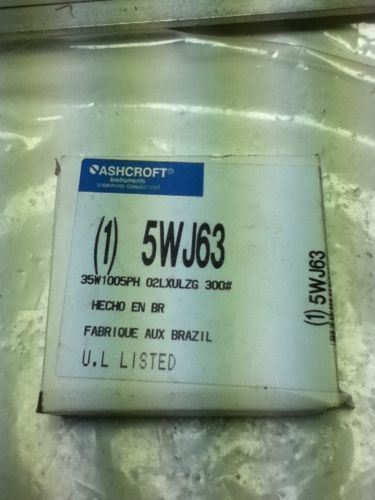 ASHCROFT®
Instruments
STRATFORD, CONNECTICUT
(1) 5WJ63
35W1005PH 02LXULZG 300#
HECHO EN BR
FABRIQUE AUX BRAZIL
U.L LISTED
(1) 5WJ63